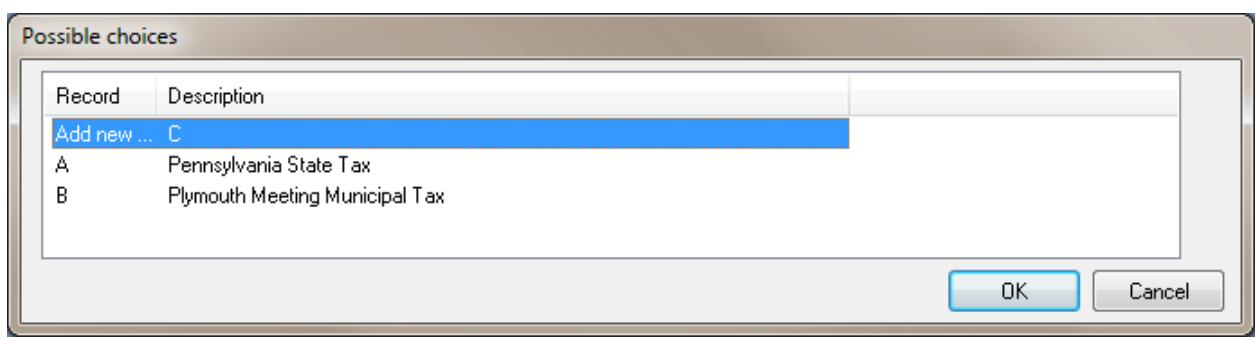 Possible choices
Record Description
Add new ... C
A Pennsylvania State Tax
B Plymouth Meeting Municipal Tax
OK Cancel